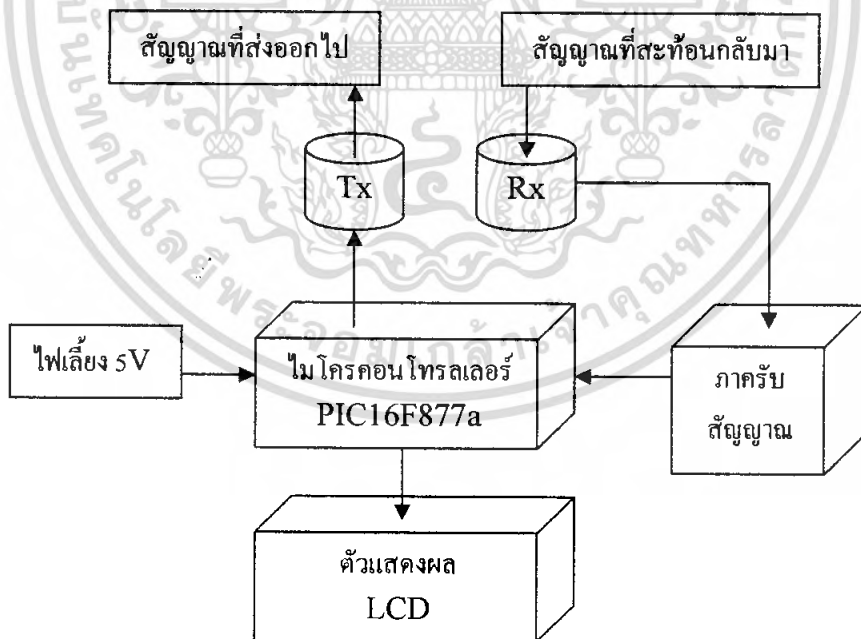 สัญญาณที่ส่งออกไป
สัญญาณที่สะท้อนกลับมา
Tx
Rx
ไฟเลี้ยง 5V
ไมโครคอนโทรลเลอร์
PIC16F877a
ภาครับ
สัญญาณ
ตัวแสดงผล
LCD